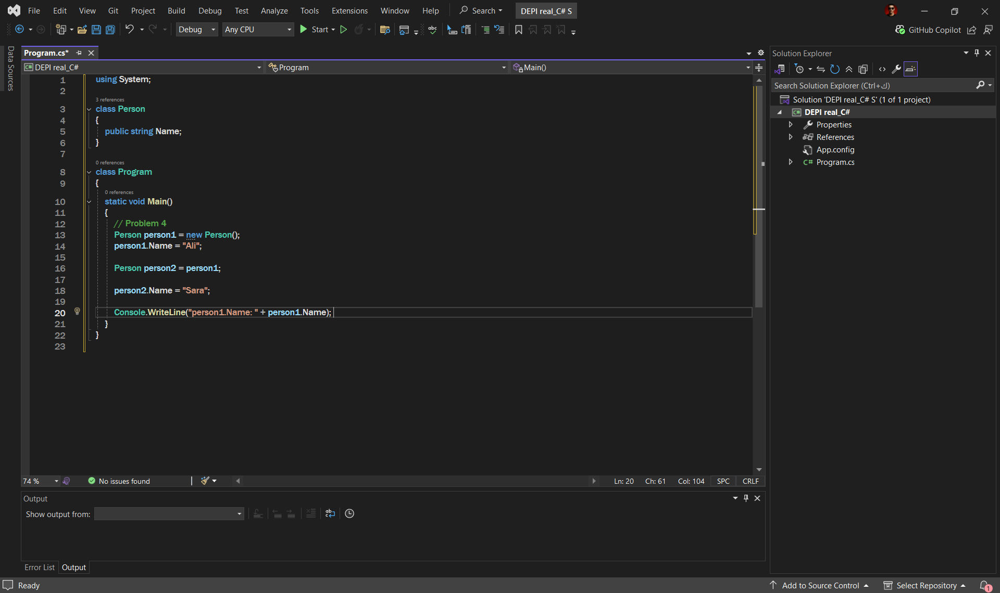 File Edit View Git Project Build Debug Test Analyze Tools Extensions Window Help Search DEPI real_C# S
Debug Any CPU Start abc GitHub Copilot
Data Sources
Program.cs*
DEPI real_C# Program Main()
1 using System;
2
3 references
3 class Person
4 {
5 public string Name;
6 }
7
0 references
8 class Program
9 {
0 references
10 static void Main()
11 {
12 // Problem 4
13 Person person1 = new Person();
14 person1.Name = "Ali";
15
16 Person person2 = person1;
17
18 person2.Name = "Sara";
19
20 Console.WriteLine("person1.Name: " + person1.Name);
21 }
22 }
23
74 % No issues found Ln: 20 Ch: 61 Col: 104 SPC CRLF
Output
Show output from:
Error List Output
Solution Explorer
Search Solution Explorer (Ctrl+ك)
Solution 'DEPI real_C# S' (1 of 1 project)
C# DEPI real_C#
Properties
References
App.config
C# Program.cs
Ready Add to Source Control Select Repository 1